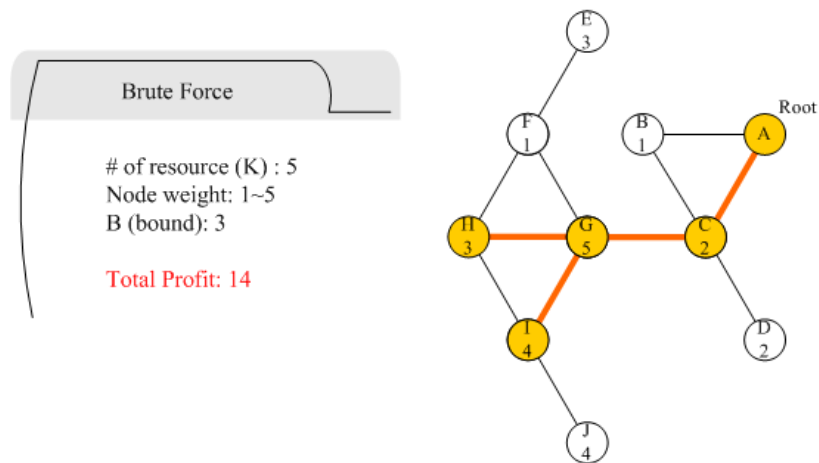 Brute Force
# of resource (K) : 5
Node weight: 1~5
B (bound): 3
Total Profit: 14
E
3
F
1
B
1
Root
A
H
3
G
5
C
2
I
4
D
2
J
4